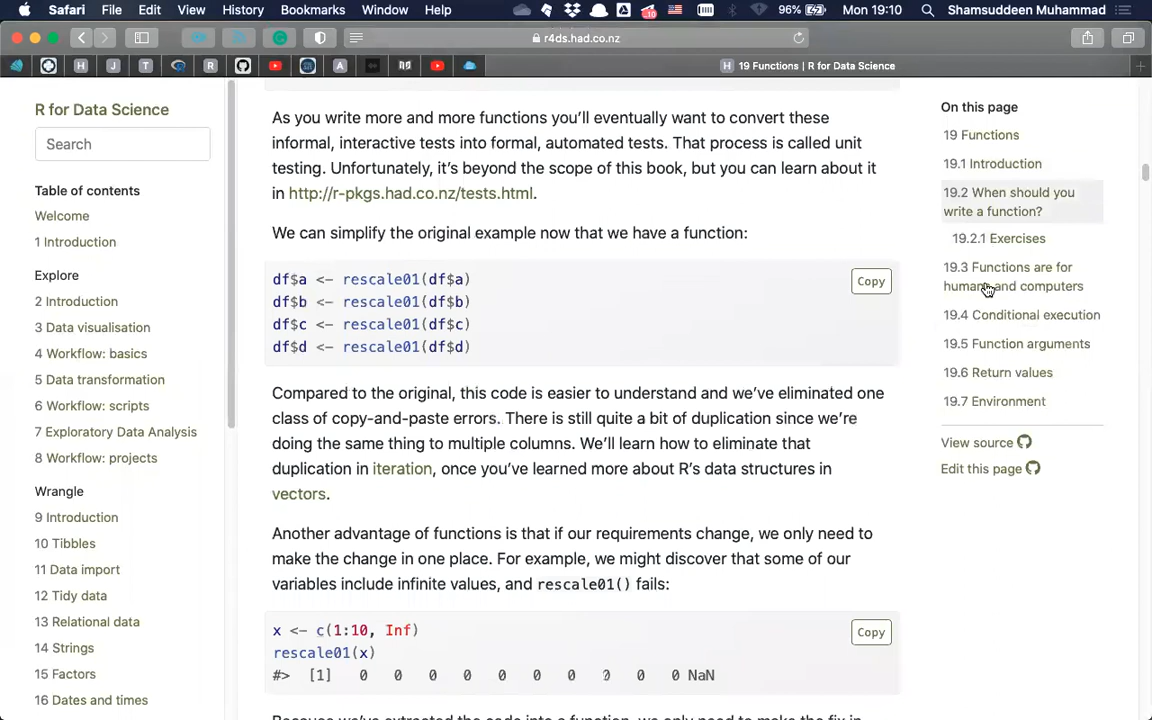 Safari File Edit View History Bookmarks Window Help 96% Mon 19:10 Shamsuddeen Muhammad
r4ds.had.co.nz
19 Functions | R for Data Science
R for Data Science
Search
Table of contents
Welcome
1 Introduction
Explore
2 Introduction
3 Data visualisation
4 Workflow: basics
5 Data transformation
6 Workflow: scripts
7 Exploratory Data Analysis
8 Workflow: projects
Wrangle
9 Introduction
10 Tibbles
11 Data import
12 Tidy data
13 Relational data
14 Strings
15 Factors
16 Dates and times
As you write more and more functions you’ll eventually want to convert these
informal, interactive tests into formal, automated tests. That process is called unit
testing. Unfortunately, it’s beyond the scope of this book, but you can learn about it
in http://r-pkgs.had.co.nz/tests.html.
We can simplify the original example now that we have a function:
df$a <- rescale01(df$a)
df$b <- rescale01(df$b)
df$c <- rescale01(df$c)
df$d <- rescale01(df$d)
Copy
Compared to the original, this code is easier to understand and we’ve eliminated one
class of copy-and-paste errors. There is still quite a bit of duplication since we’re
doing the same thing to multiple columns. We’ll learn how to eliminate that
duplication in iteration, once you’ve learned more about R’s data structures in
vectors.
Another advantage of functions is that if our requirements change, we only need to
make the change in one place. For example, we might discover that some of our
variables include infinite values, and rescale01() fails:
x <- c(1:10, Inf)
rescale01(x)
#> [1] 0 0 0 0 0 0 0 0 0 0 NaN
Copy
Because we’ve extracted the code into a function, we only need to make the fix in
On this page
19 Functions
19.1 Introduction
19.2 When should you
write a function?
19.2.1 Exercises
19.3 Functions are for
humans and computers
19.4 Conditional execution
19.5 Function arguments
19.6 Return values
19.7 Environment
View source
Edit this page